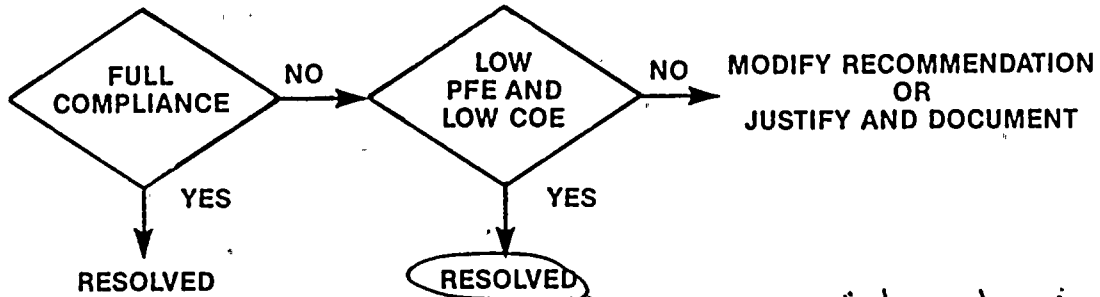 FULL
COMPLIANCE
NO
LOW
PFE AND
LOW COE
NO
MODIFY RECOMMENDATION
OR
JUSTIFY AND DOCUMENT
YES
YES
RESOLVED
RESOLVED